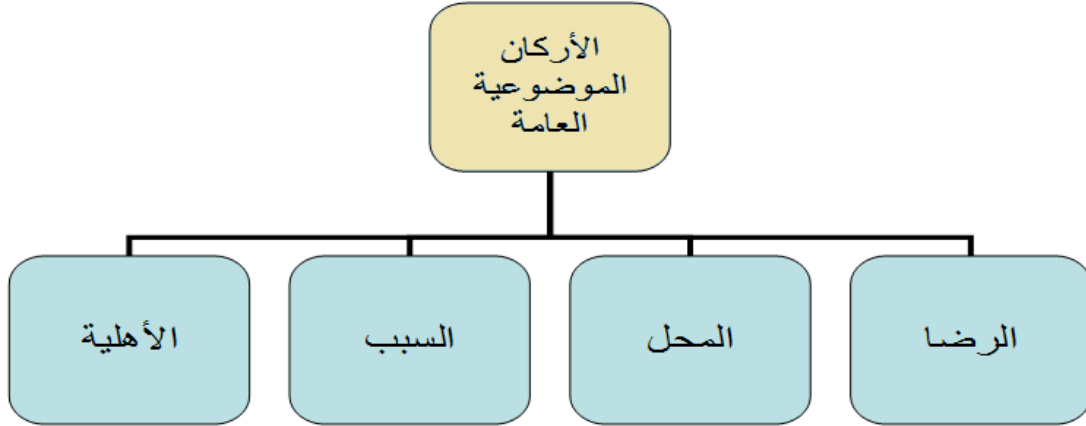 الأركان
الموضوعية
العامة
الرضا
المحل
السبب
الأهلية